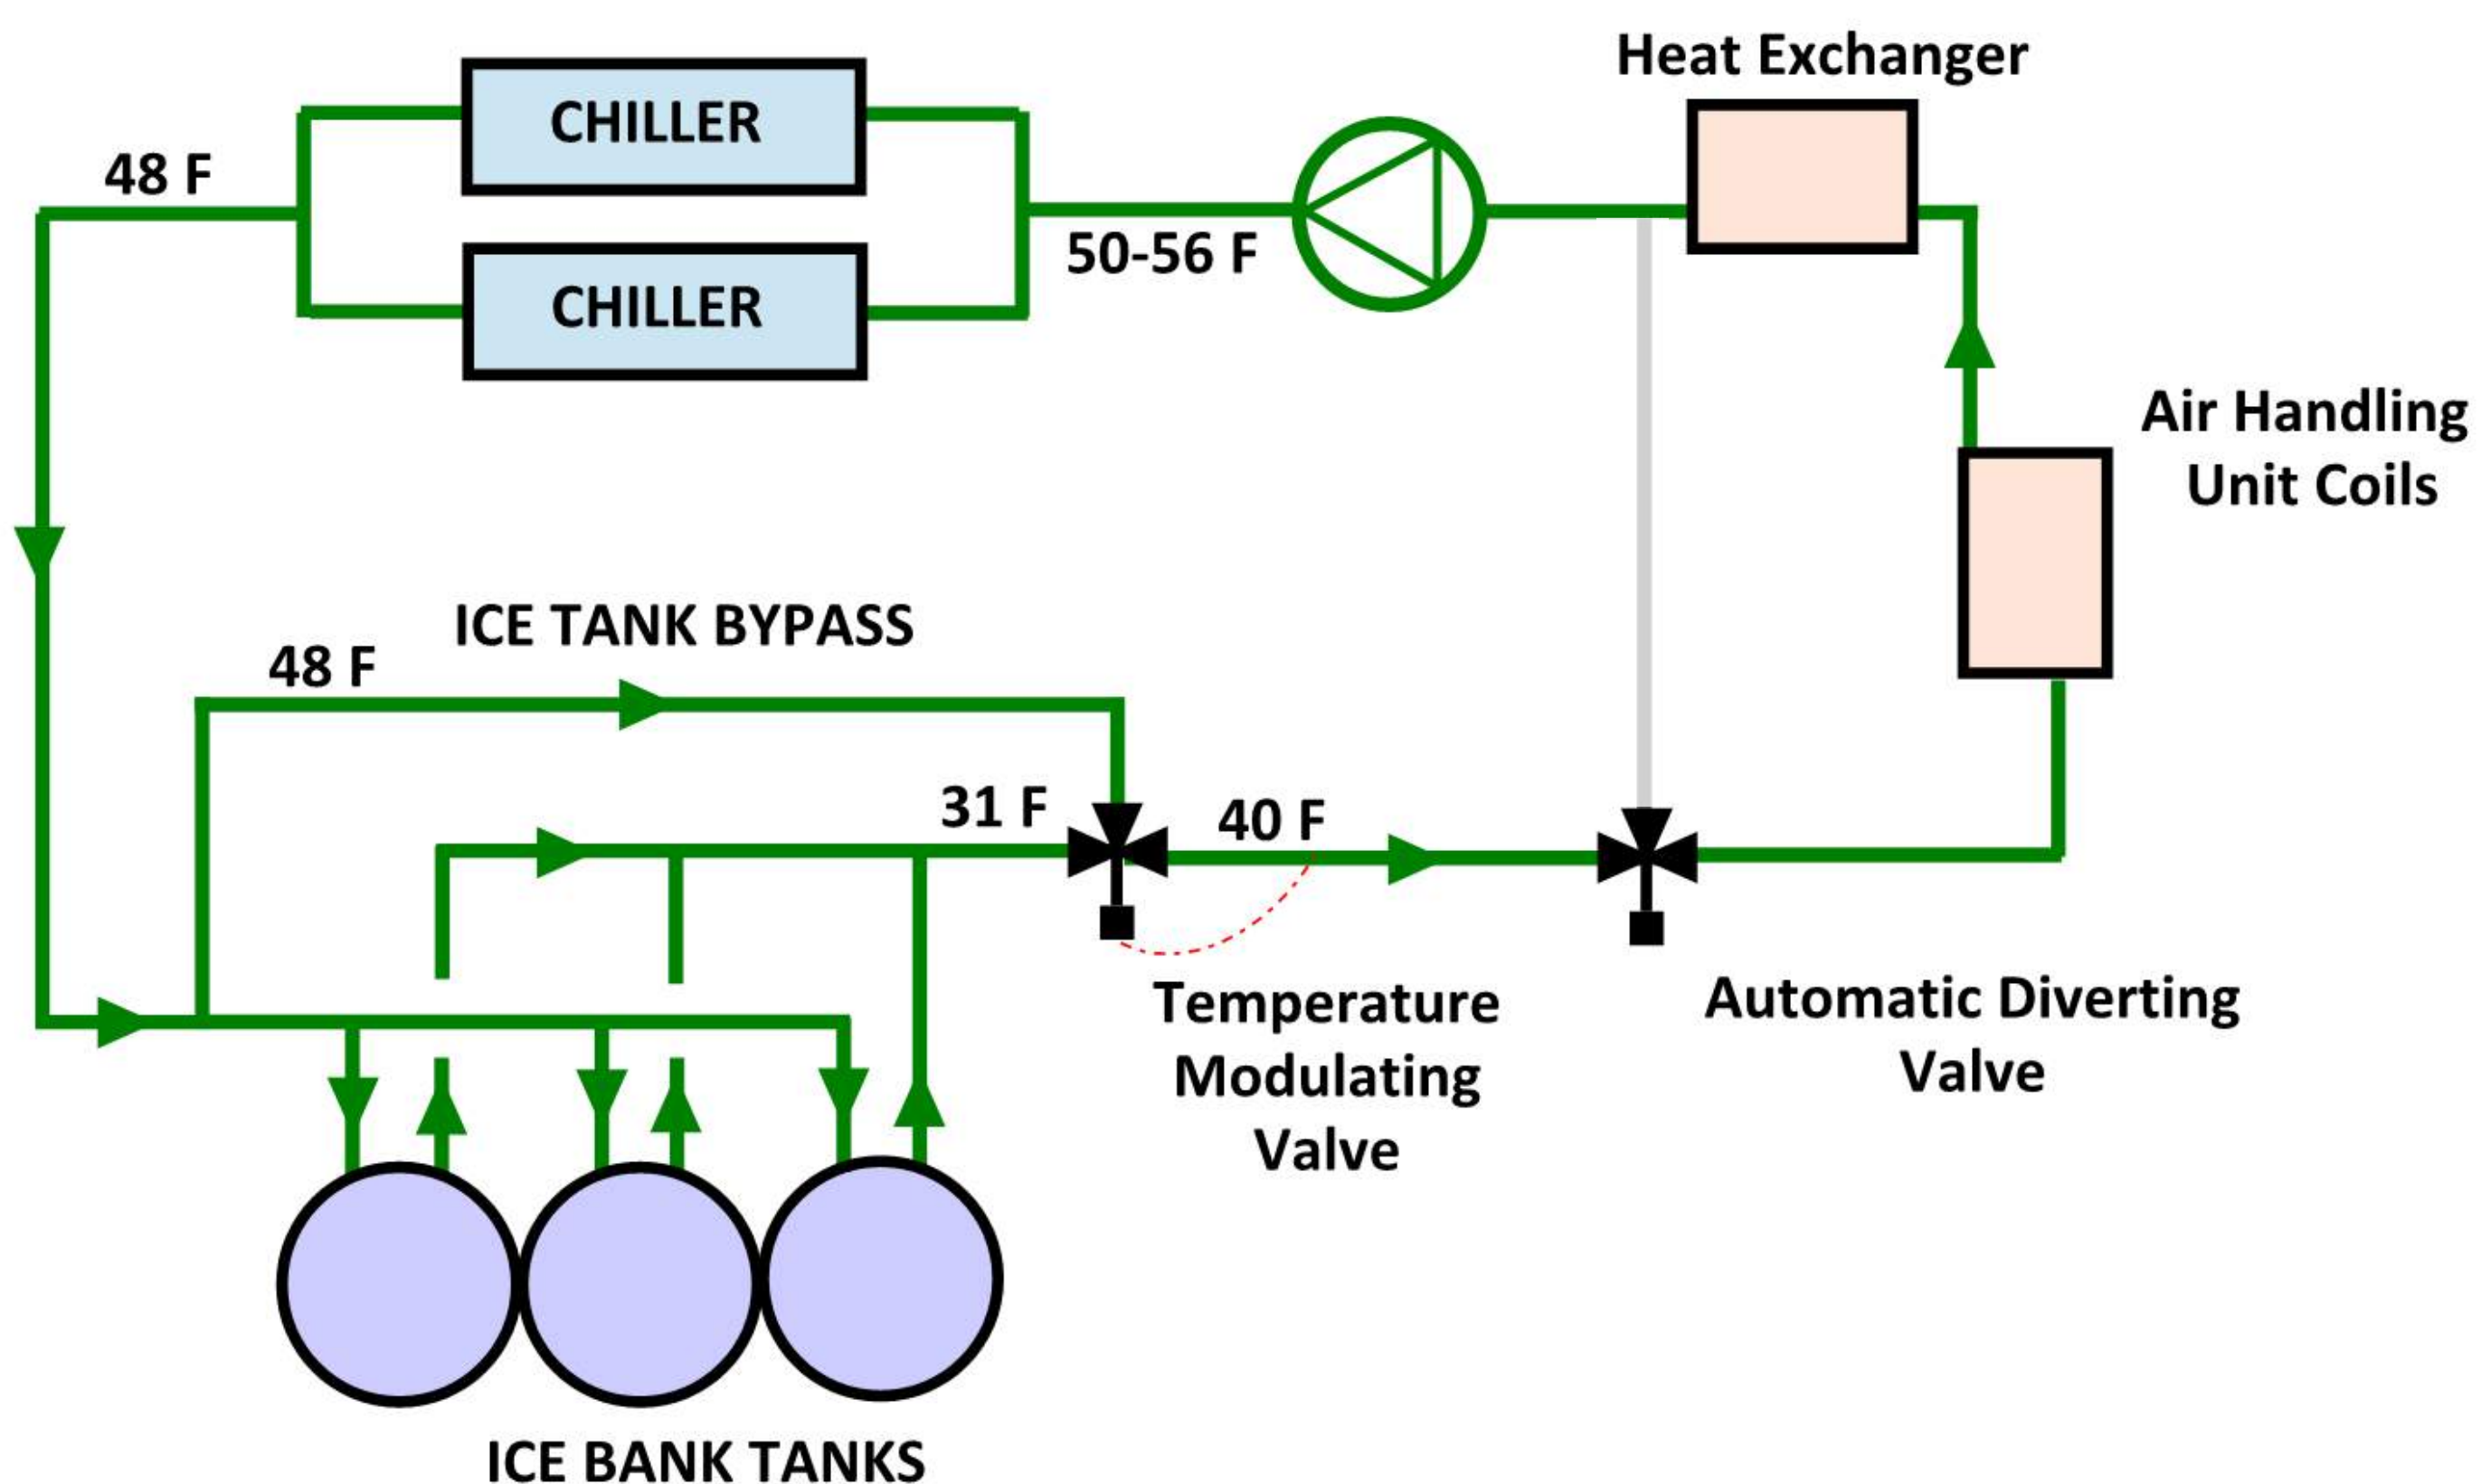 Heat Exchanger
CHILLER
48 F
50-56 F
CHILLER
Air Handling
Unit Coils
ICE TANK BYPASS
48 F
31 F
40 F
Temperature
Modulating
Valve
Automatic Diverting
Valve
ICE BANK TANKS